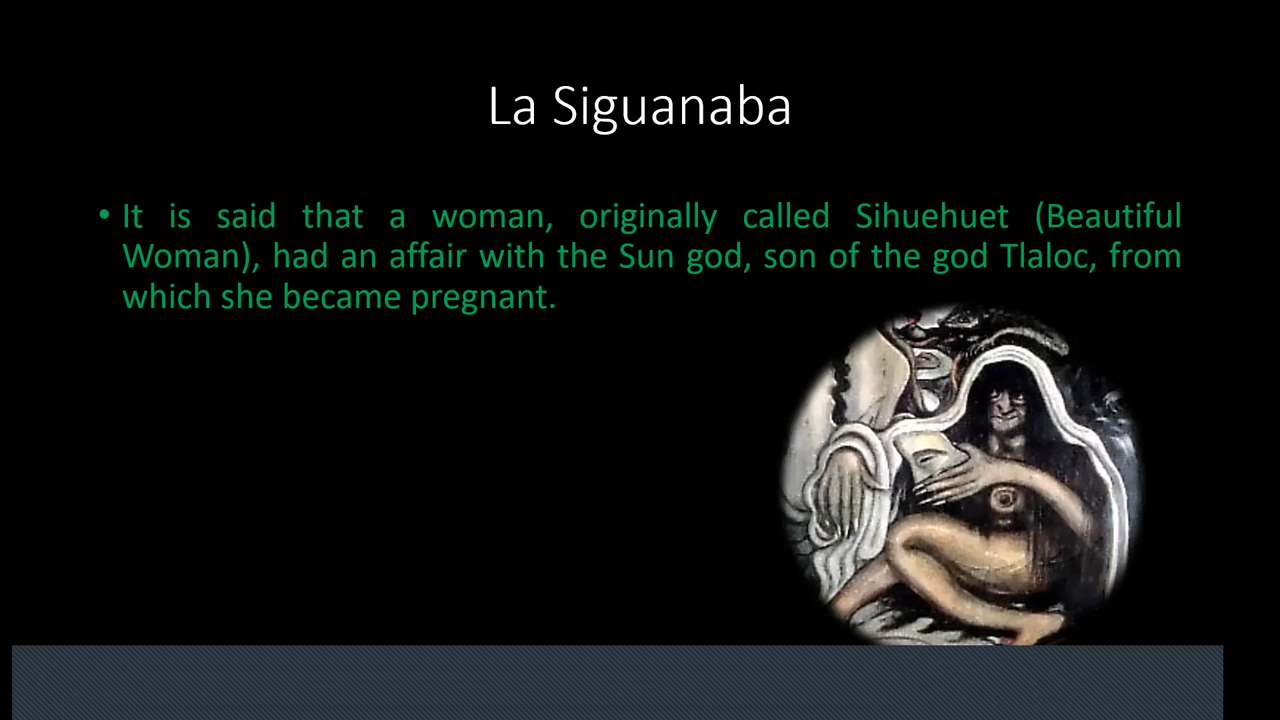 La Siguanaba
• It is said that a woman, originally called Sihuehuet (Beautiful
Woman), had an affair with the Sun god, son of the god Tlaloc, from
which she became pregnant.